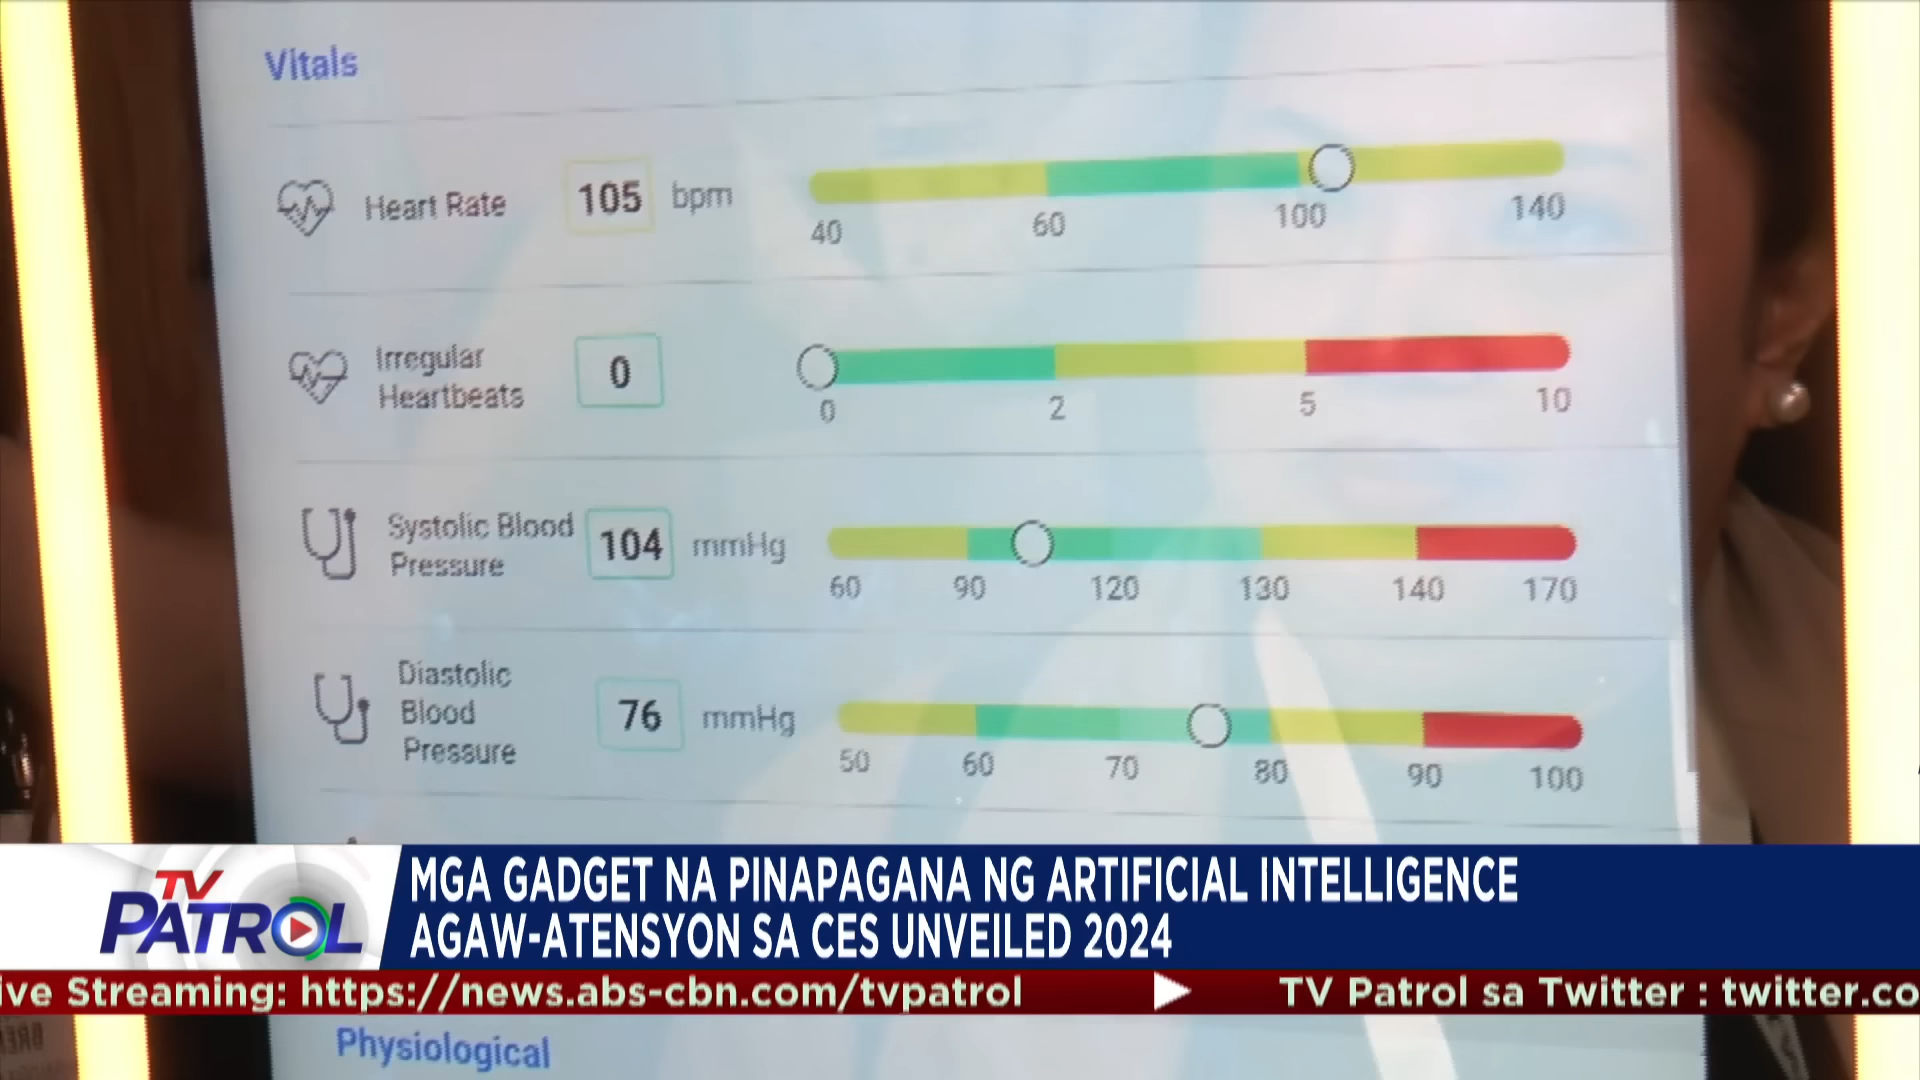 Vitals
Heart Rate 105 bpm
40 60 100 140
Irregular
Heartbeats
0
0 2 5 10
Systolic Blood
Pressure
104 mmHg
60 90 120 130 140 170
Diastolic
Blood
Pressure
76 mmHg
50 60 70 80 90 100
TV
PATROL
MGA GADGET NA PINAPAGANA NG ARTIFICIAL INTELLIGENCE
AGAW-ATENSYON SA CES UNVEILED 2024
ive Streaming: https://news.abs-cbn.com/tvpatrol TV Patrol sa Twitter : twitter.co
Physiological